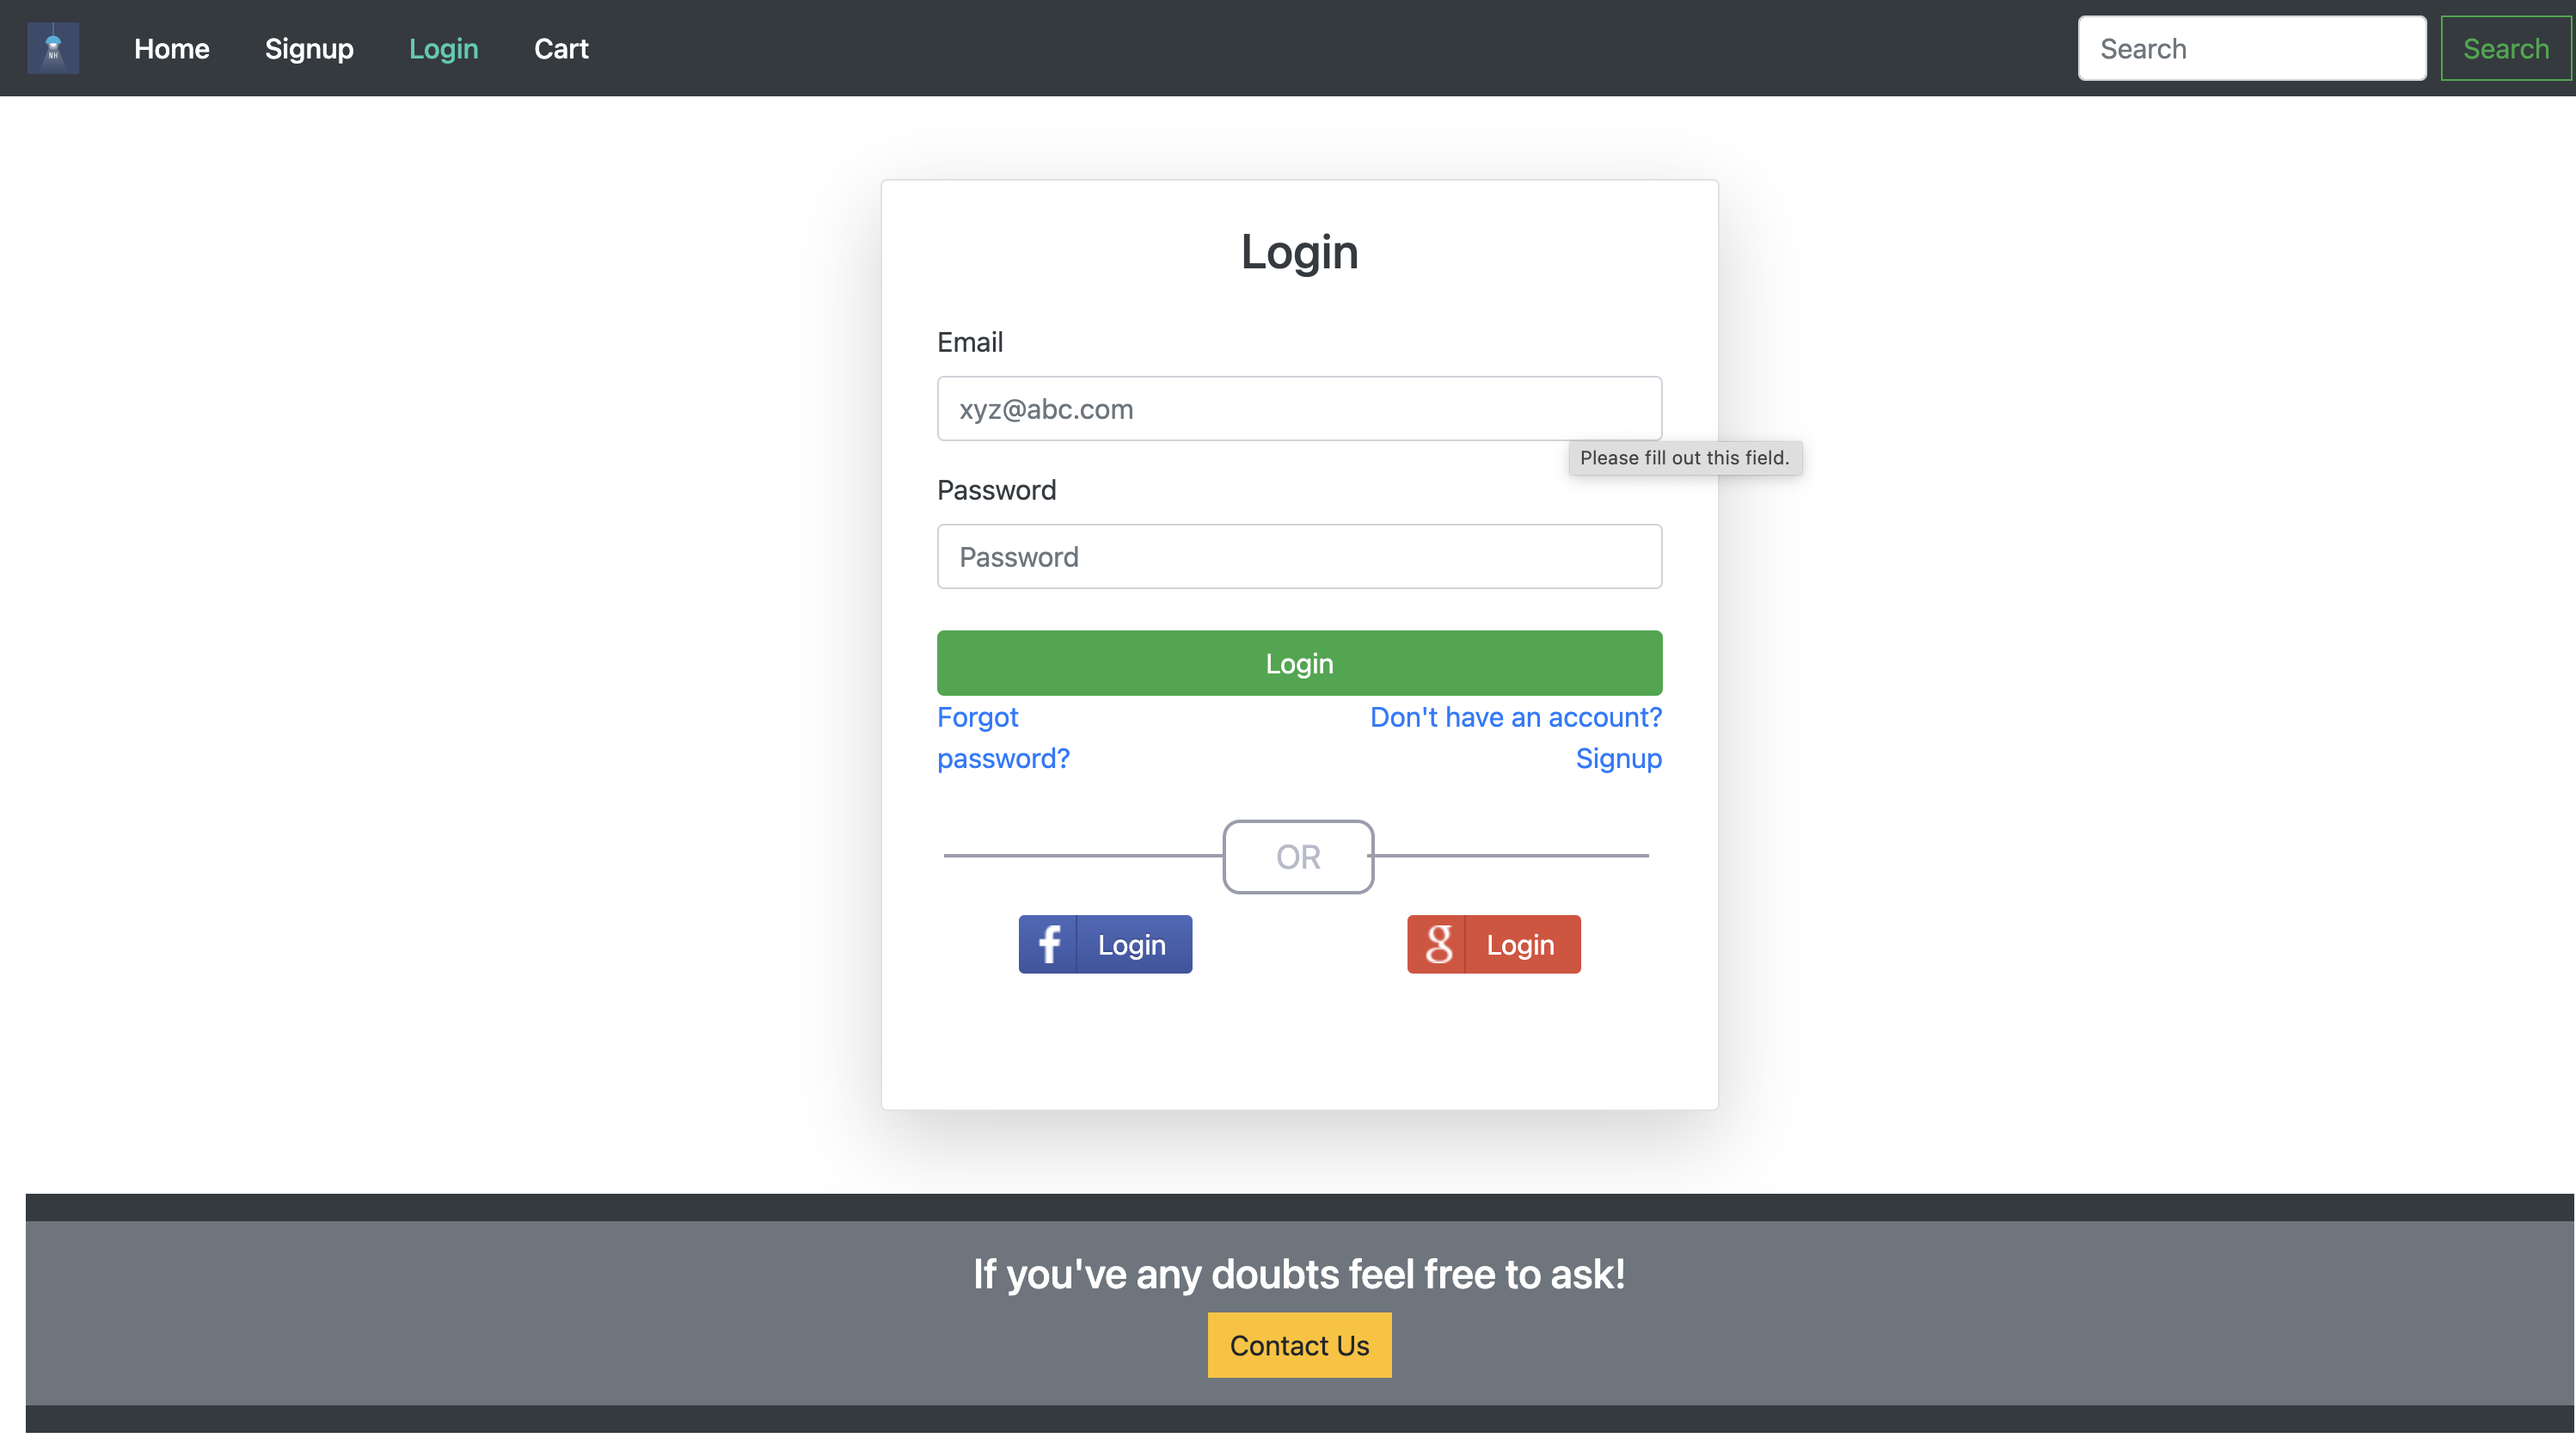 NH
Home Signup Login Cart Search Search
Login
Email
xyz@abc.com
Please fill out this field.
Password
Password
Login
Forgot password?
Don't have an account? Signup
OR
f Login
g Login
If you've any doubts feel free to ask!
Contact Us